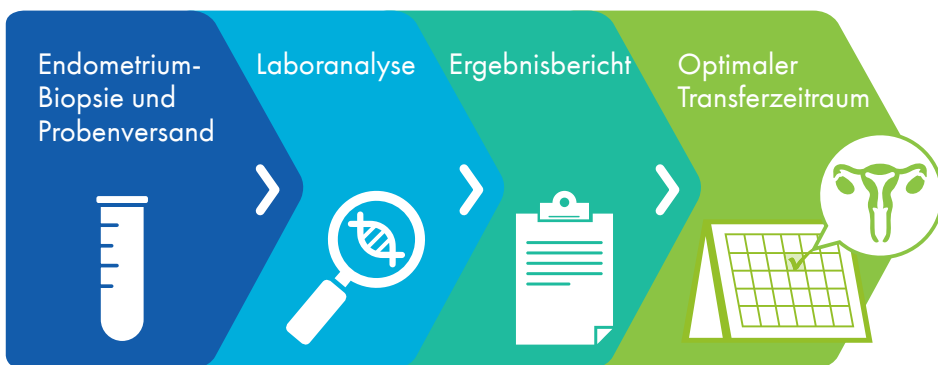 Endometrium-
Biopsie und
Probenversand
Laboranalyse
Ergebnisbericht
Optimaler
Transferzeitraum